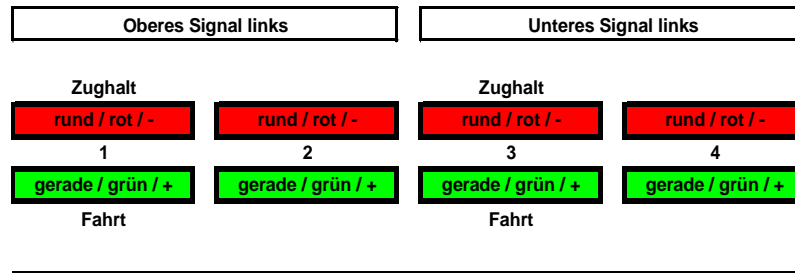 Oberes Signal links Unteres Signal links
Zughalt Zughalt
rund / rot / - rund / rot / - rund / rot / - rund / rot / -
1 2 3 4
gerade / grün / + gerade / grün / + gerade / grün / + gerade / grün / +
Fahrt Fahrt